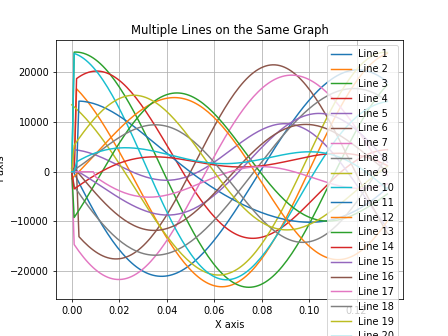 Multiple Lines on the Same Graph
20000
10000
0
−10000
−20000
0.00
0.02
0.04
0.06
0.08
0.10
X axis
Line 1
Line 2
Line 3
Line 4
Line 5
Line 6
Line 7
Line 8
Line 9
Line 10
Line 11
Line 12
Line 13
Line 14
Line 15
Line 16
Line 17
Line 18
Line 19
Line 20